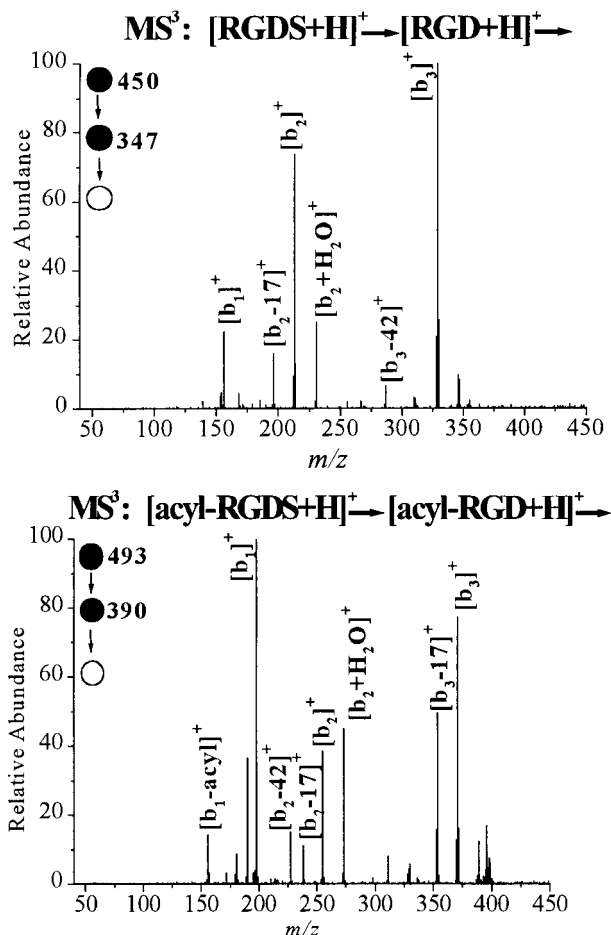 MS³: [RGDS+H]⁺→[RGD+H]⁺→
100
80
60
40
20
0
Relative Abundance
450
347
[b₁]⁺
[b₂-17]⁺
[b₂]⁺
[b₂+H₂O]⁺
[b₃-42]⁺
[b₃]⁺
50 100 150 200 250 300 350 400 450
m/z
MS³: [acyl-RGDS+H]⁺→[acyl-RGD+H]⁺→
100
80
60
40
20
0
Relative Abundance
493
390
[b₁-acyl]⁺
[b₁]⁺
[b₂-42]⁺
[b₂-17]⁺
[b₂]⁺
[b₂+H₂O]⁺
[b₃-17]⁺
[b₃]⁺
50 100 150 200 250 300 350 400 450
m/z